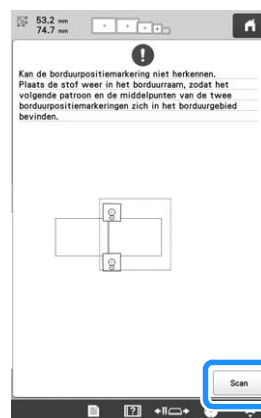 53.2 mm
74.7 mm
Kan de borduurpositiemarkering niet herkennen.
Plaats de stof weer in het borduurraam, zodat het
volgende patroon en de middelpunten van de twee
borduurpositiemarkeringen zich in het borduurgebied
bevinden.
Scan